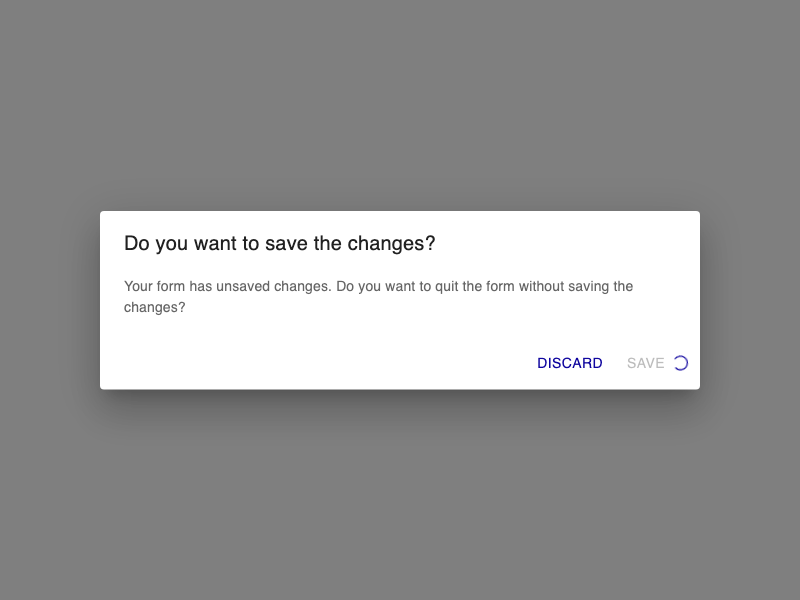 Do you want to save the changes?
Your form has unsaved changes. Do you want to quit the form without saving the
changes?
DISCARD SAVE